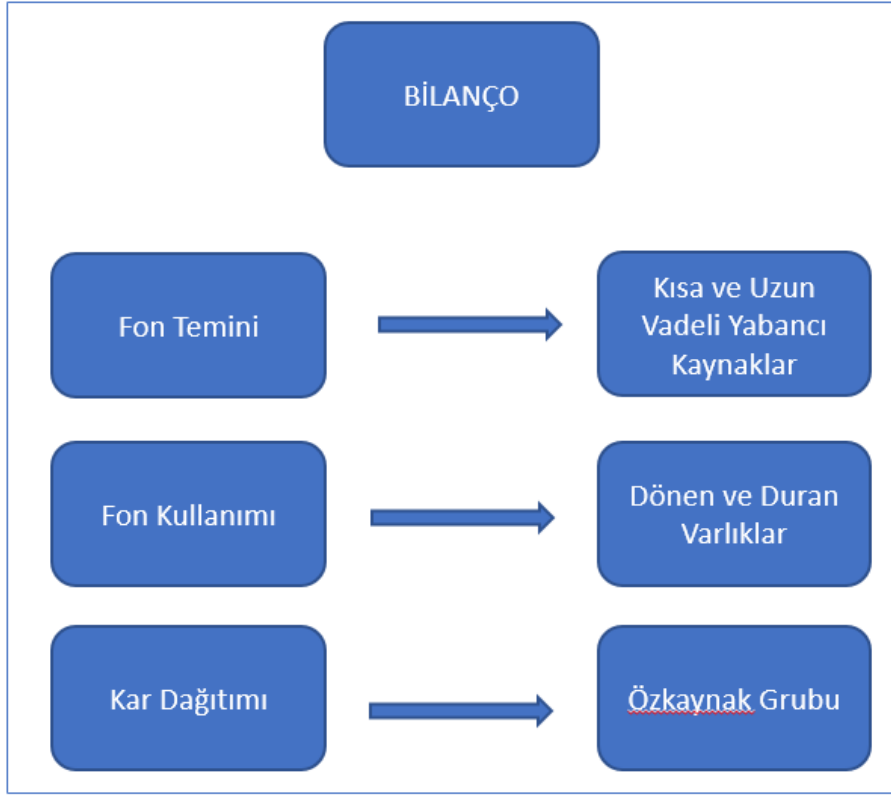 BİLANÇO
Fon Temini
Kısa ve Uzun
Vadeli Yabancı
Kaynaklar
Fon Kullanımı
Dönen ve Duran
Varlıklar
Kar Dağıtımı
Özkaynak Grubu